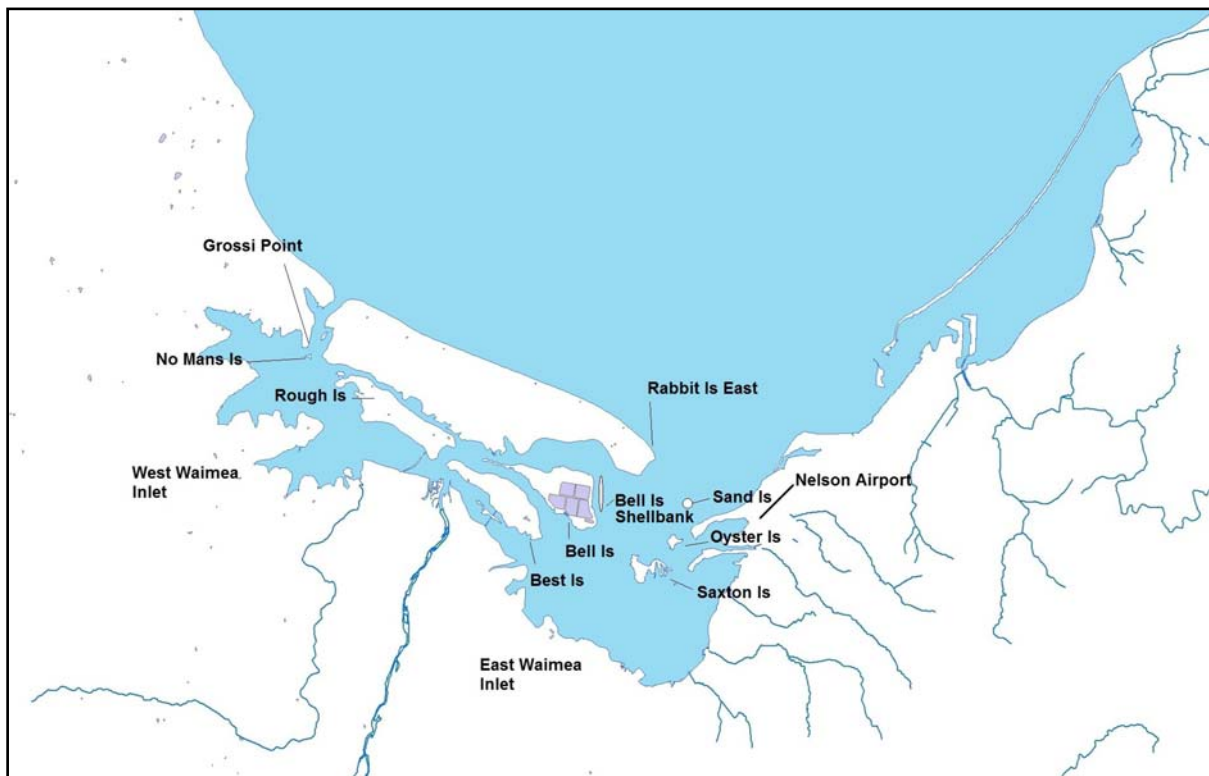 Grossi Point
No Mans Is
Rough Is
Rabbit Is East
West Waimea
Inlet
Nelson Airport
Sand Is
Bell Is
Shellbank
Oyster Is
Bell Is
Best Is
Saxton Is
East Waimea
Inlet